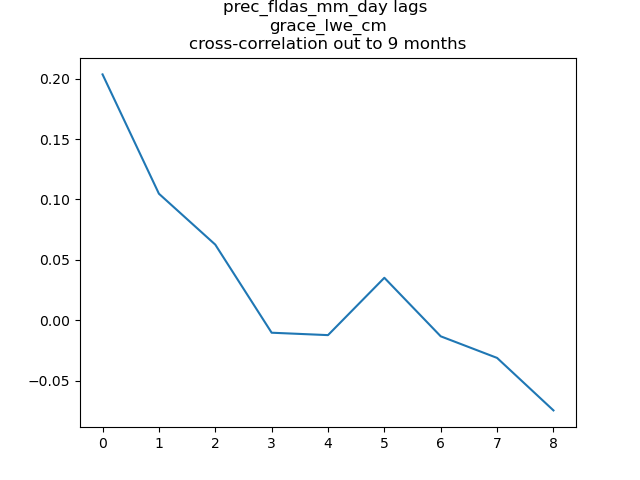 prec_fldas_mm_day lags
grace_lwe_cm
cross-correlation out to 9 months
0.20
0.15
0.10
0.05
0.00
−0.05
0 1 2 3 4 5 6 7 8